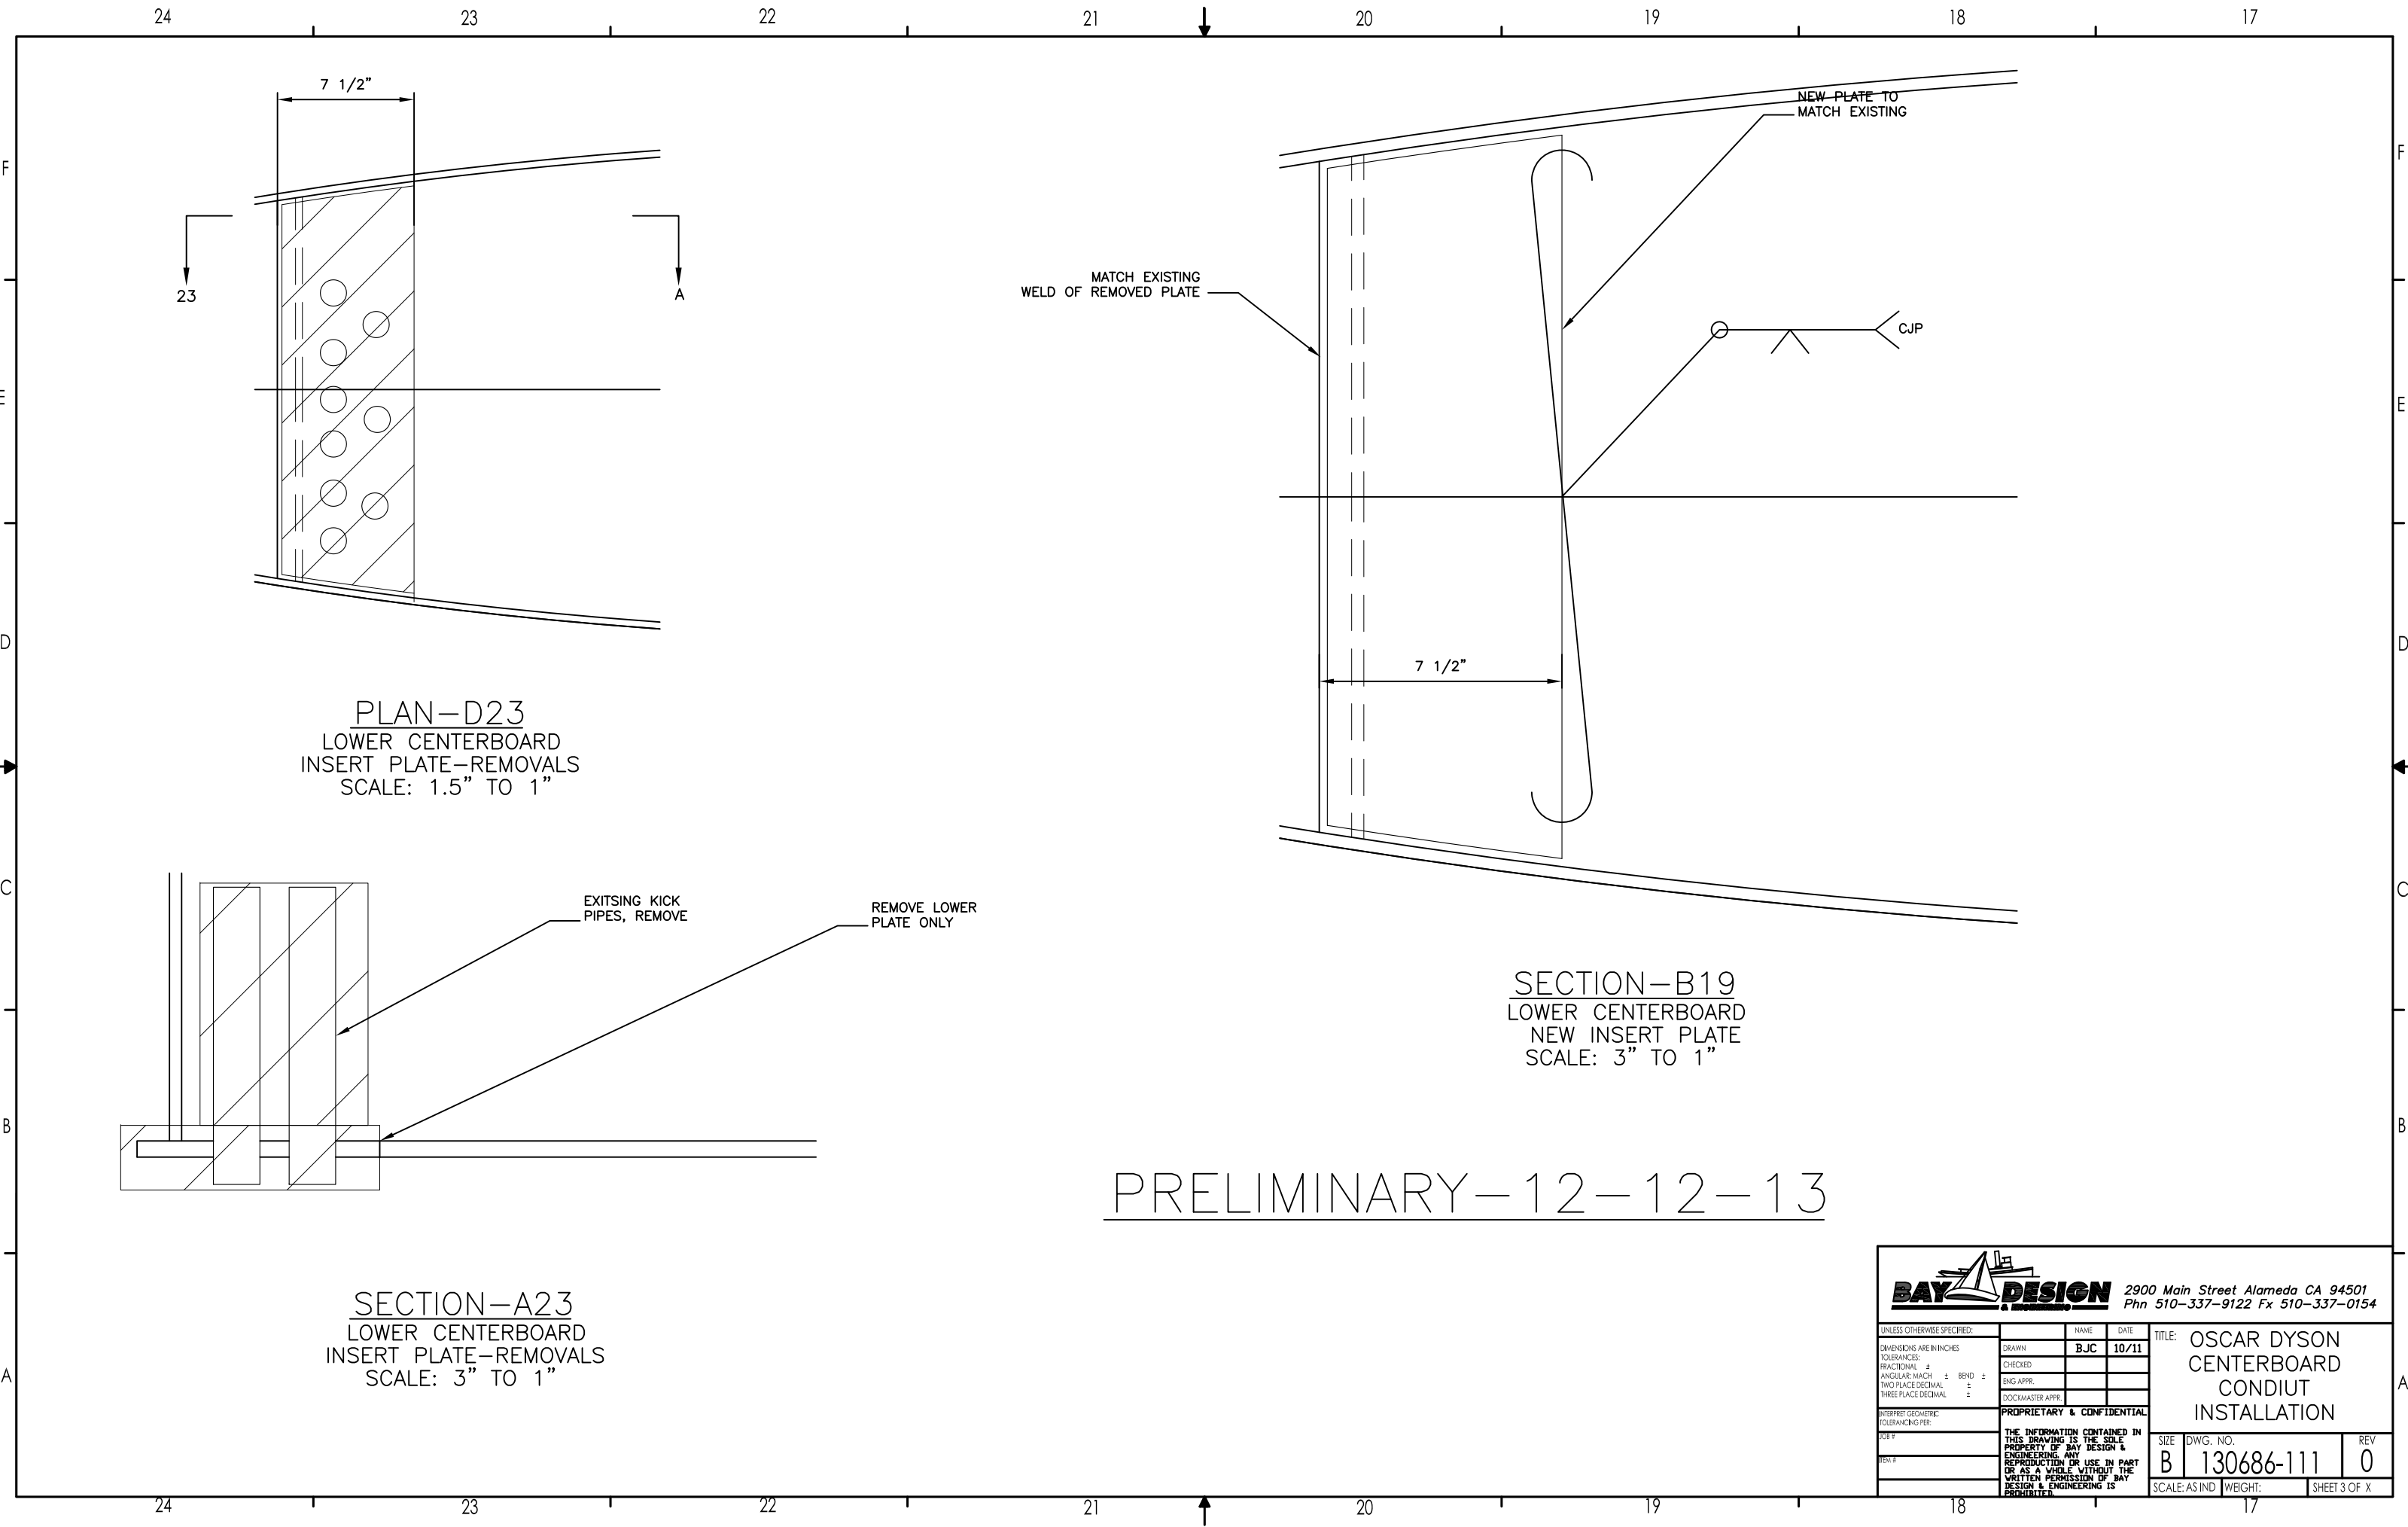 24 23 22 21 20 19 18 17
F
F
E
E
D
D
C
C
B
B
A
A
7 1/2"
23
A
PLAN-D23
LOWER CENTERBOARD
INSERT PLATE-REMOVALS
SCALE: 1.5" TO 1"
NEW PLATE TO
MATCH EXISTING
MATCH EXISTING
WELD OF REMOVED PLATE
CJP
7 1/2"
SECTION-B19
LOWER CENTERBOARD
NEW INSERT PLATE
SCALE: 3" TO 1"
EXITSING KICK
PIPES, REMOVE
REMOVE LOWER
PLATE ONLY
SECTION-A23
LOWER CENTERBOARD
INSERT PLATE-REMOVALS
SCALE: 3" TO 1"
PRELIMINARY-12-12-13
BAY DESIGN
& ENGINEERING
2900 Main Street Alameda CA 94501
Phn 510-337-9122 Fx 510-337-0154
UNLESS OTHERWISE SPECIFIED:
DIMENSIONS ARE IN INCHES
TOLERANCES:
FRACTIONAL ±
ANGULAR: MACH ± BEND ±
TWO PLACE DECIMAL ±
THREE PLACE DECIMAL ±
INTERPRET GEOMETRIC
TOLERANCING PER:
JOB #
ITEM #
NAME DATE
DRAWN BJC 10/11
CHECKED
ENG APPR.
DOCKMASTER APPR.
PROPRIETARY & CONFIDENTIAL
THE INFORMATION CONTAINED IN
THIS DRAWING IS THE SOLE
PROPERTY OF BAY DESIGN &
ENGINEERING. ANY
REPRODUCTION OR USE IN PART
OR AS A WHOLE WITHOUT THE
WRITTEN PERMISSION OF BAY
DESIGN & ENGINEERING IS
PROHIBITED.
TITLE: OSCAR DYSON
CENTERBOARD
CONDIUT
INSTALLATION
SIZE DWG. NO. REV
B 130686-111 0
SCALE: AS IND WEIGHT: SHEET 3 OF X
24 23 22 21 20 19 18 17